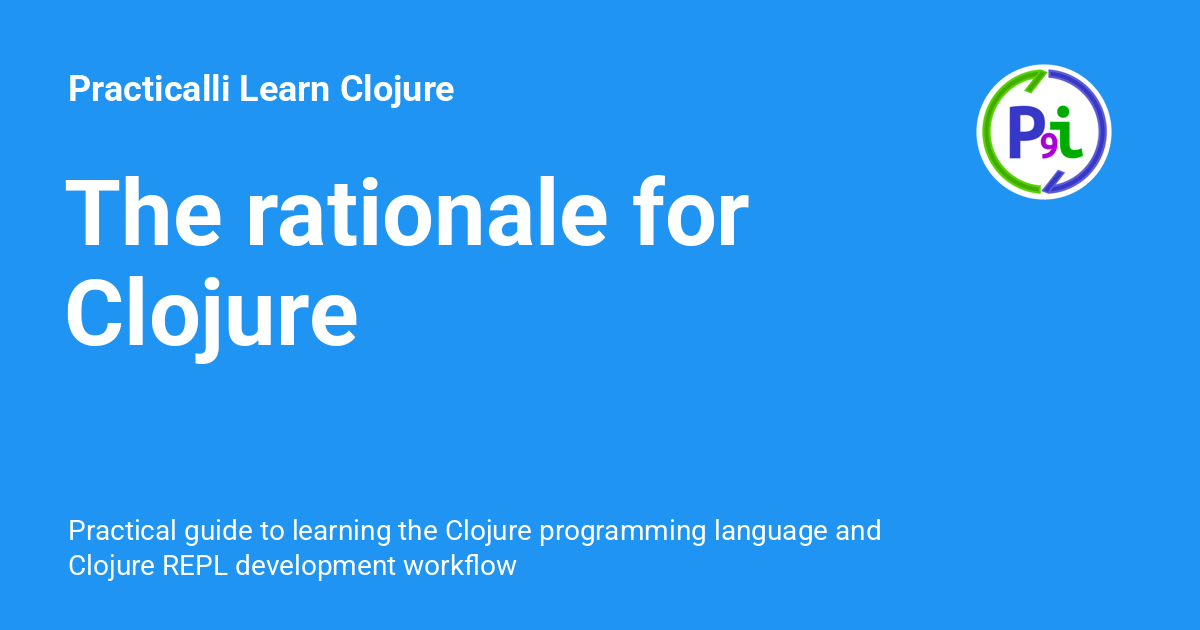 Practicalli Learn Clojure
P9i
The rationale for
Clojure
Practical guide to learning the Clojure programming language and
Clojure REPL development workflow